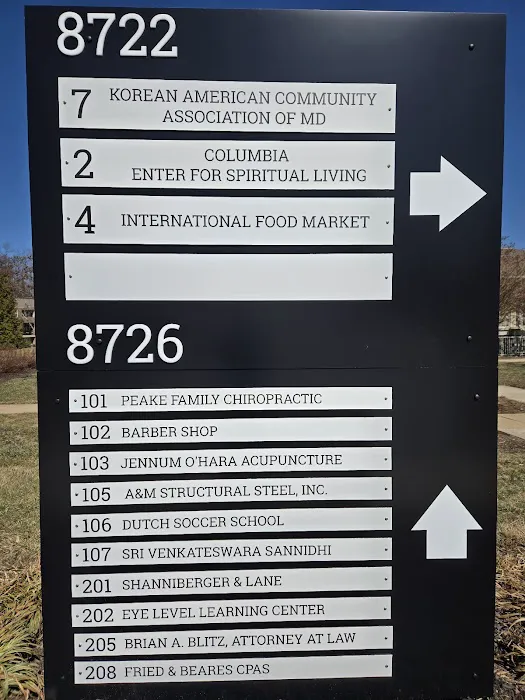 8722
7 KOREAN AMERICAN COMMUNITY
ASSOCIATION OF MD
2 COLUMBIA
ENTER FOR SPIRITUAL LIVING
4 INTERNATIONAL FOOD MARKET
8726
101 PEAKE FAMILY CHIROPRACTIC
102 BARBER SHOP
103 JENNUM O'HARA ACUPUNCTURE
105 A&M STRUCTURAL STEEL, INC.
106 DUTCH SOCCER SCHOOL
107 SRI VENKATESWARA SANNIDHI
201 SHANNIBERGER & LANE
202 EYE LEVEL LEARNING CENTER
205 BRIAN A. BLITZ, ATTORNEY AT LAW
208 FRIED & BEARES CPAS